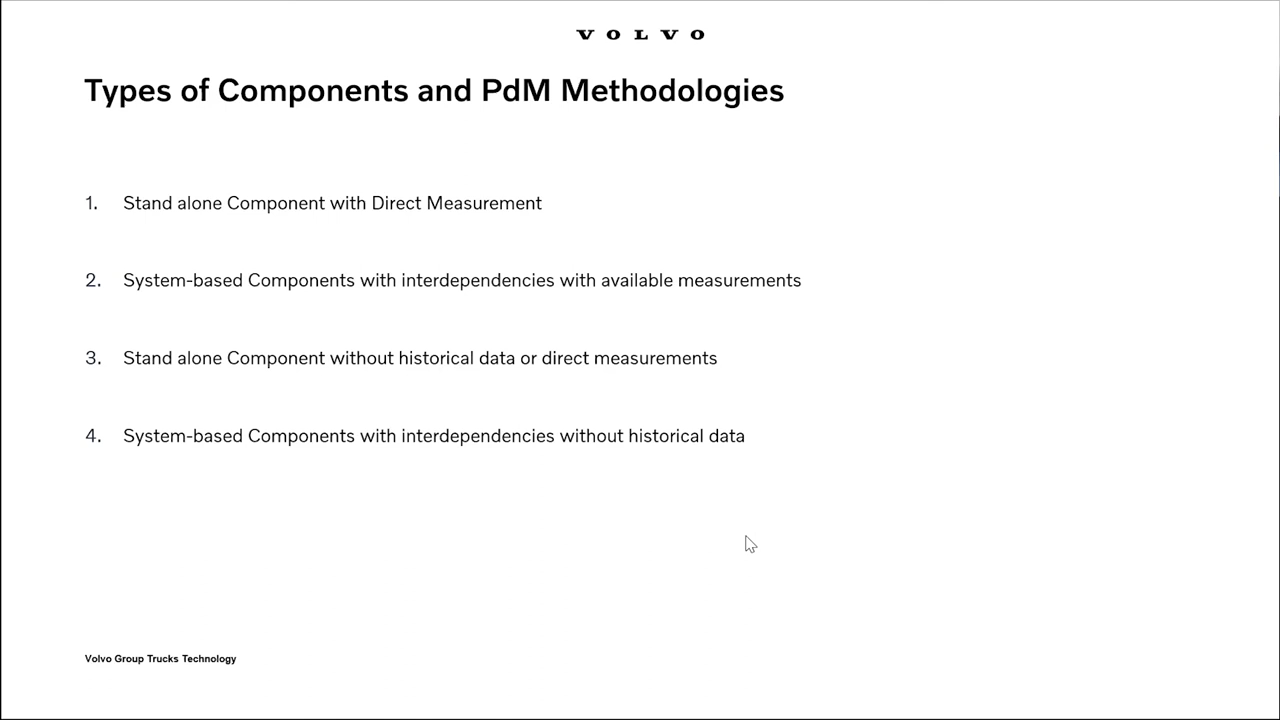 VOLVO
Types of Components and PdM Methodologies
1. Stand alone Component with Direct Measurement
2. System-based Components with interdependencies with available measurements
3. Stand alone Component without historical data or direct measurements
4. System-based Components with interdependencies without historical data
Volvo Group Trucks Technology